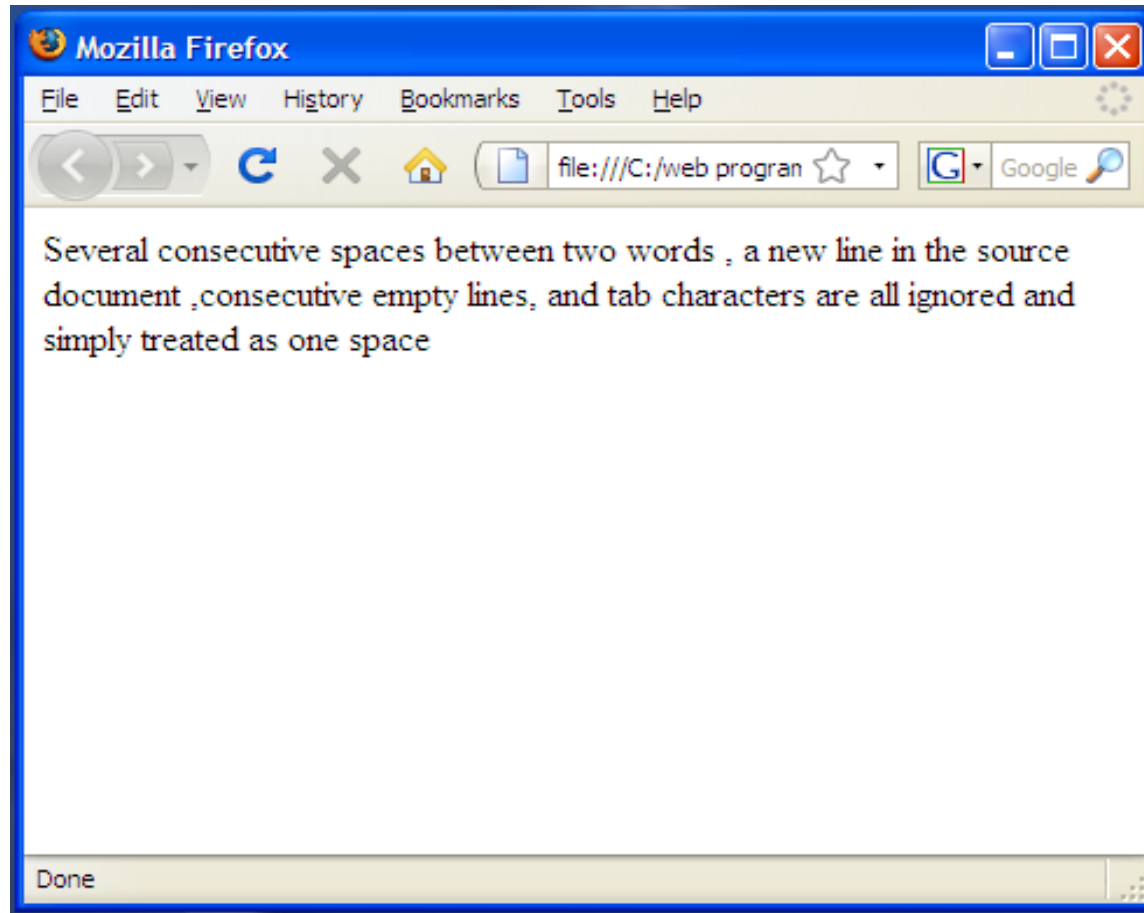 Mozilla Firefox
File Edit View History Bookmarks Tools Help
file:///C:/web progran
G Google
Several consecutive spaces between two words , a new line in the source
document ,consecutive empty lines, and tab characters are all ignored and
simply treated as one space
Done